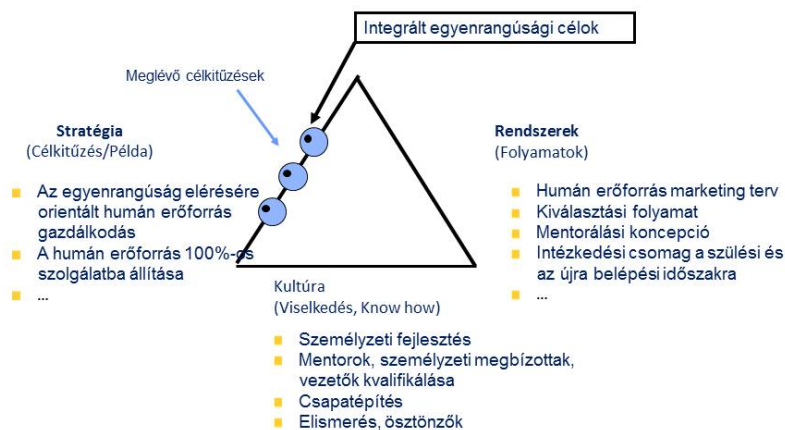 Integrált egyenrangúsági célok
Meglévő célkitűzések
Stratégia
(Célkitűzés/Példa)
Az egyenrangúság elérésére
orientált humán erőforrás
gazdálkodás
A humán erőforrás 100%-os
szolgálatba állítása
...
Rendszerek
(Folyamatok)
Humán erőforrás marketing terv
Kiválasztási folyamat
Mentorálási koncepció
Intézkedési csomag a szülési és
az újra belépési időszakra
...
Kultúra
(Viselkedés, Know how)
Személyzeti fejlesztés
Mentorok, személyzeti megbízottak,
vezetők kvalifikálása
Csapatépítés
Elismerés, ösztönzők